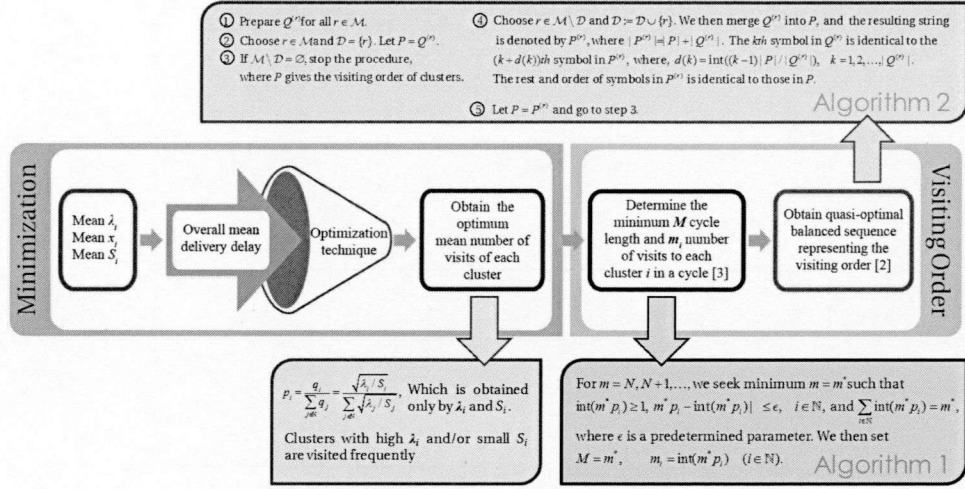 ① Prepare Q^(r) for all r ∈ M.
② Choose r ∈ M and D = {r}. Let P = Q^(r).
③ If M \ D = ∅, stop the procedure,
where P gives the visiting order of clusters.
④ Choose r ∈ M \ D and D := D ∪ {r}. We then merge Q^(r) into P, and the resulting string
is denoted by P^(r), where |P^(r)|=|P|+|Q^(r)|. The kth symbol in Q^(r) is identical to the
(k+d(k))th symbol in P^(r), where, d(k) = int((k−1)|P|/|Q^(r)|), k=1,2,...,|Q^(r)|.
The rest and order of symbols in P^(r) is identical to those in P.
⑤ Let P = P^(r) and go to step 3.
Algorithm 2
Minimization
Mean λ_i
Mean x_i
Mean S_i
Overall mean
delivery delay
Optimization
technique
Obtain the
optimum
mean number of
visits of each
cluster
Determine the
minimum M cycle
length and m_i number
of visits to each
cluster i in a cycle [3]
Obtain quasi-optimal
balanced sequence
representing the
visiting order [2]
Visiting Order
p_i = q_i / ∑ q_j = √(λ_i / S_i) / ∑ √(λ_j / S_j), Which is obtained
only by λ_i and S_i.
Clusters with high λ_i and/or small S_i
are visited frequently
For m = N, N+1,..., we seek minimum m = m* such that
int(m*p_i) ≥ 1, m*p_i − int(m*p_i)| ≤ ϵ, i∈ℕ, and ∑_{i∈ℕ} int(m*p_i) = m*,
where ϵ is a predetermined parameter. We then set
M = m*, m_i = int(m*p_i) (i∈ℕ).
Algorithm 1